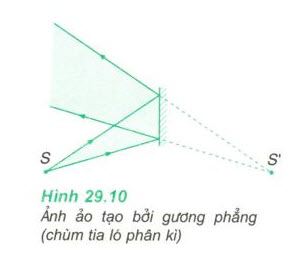 S
S'
Hình 29.10
Ảnh ảo tạo bởi gương phẳng
(chùm tia ló phân kì)